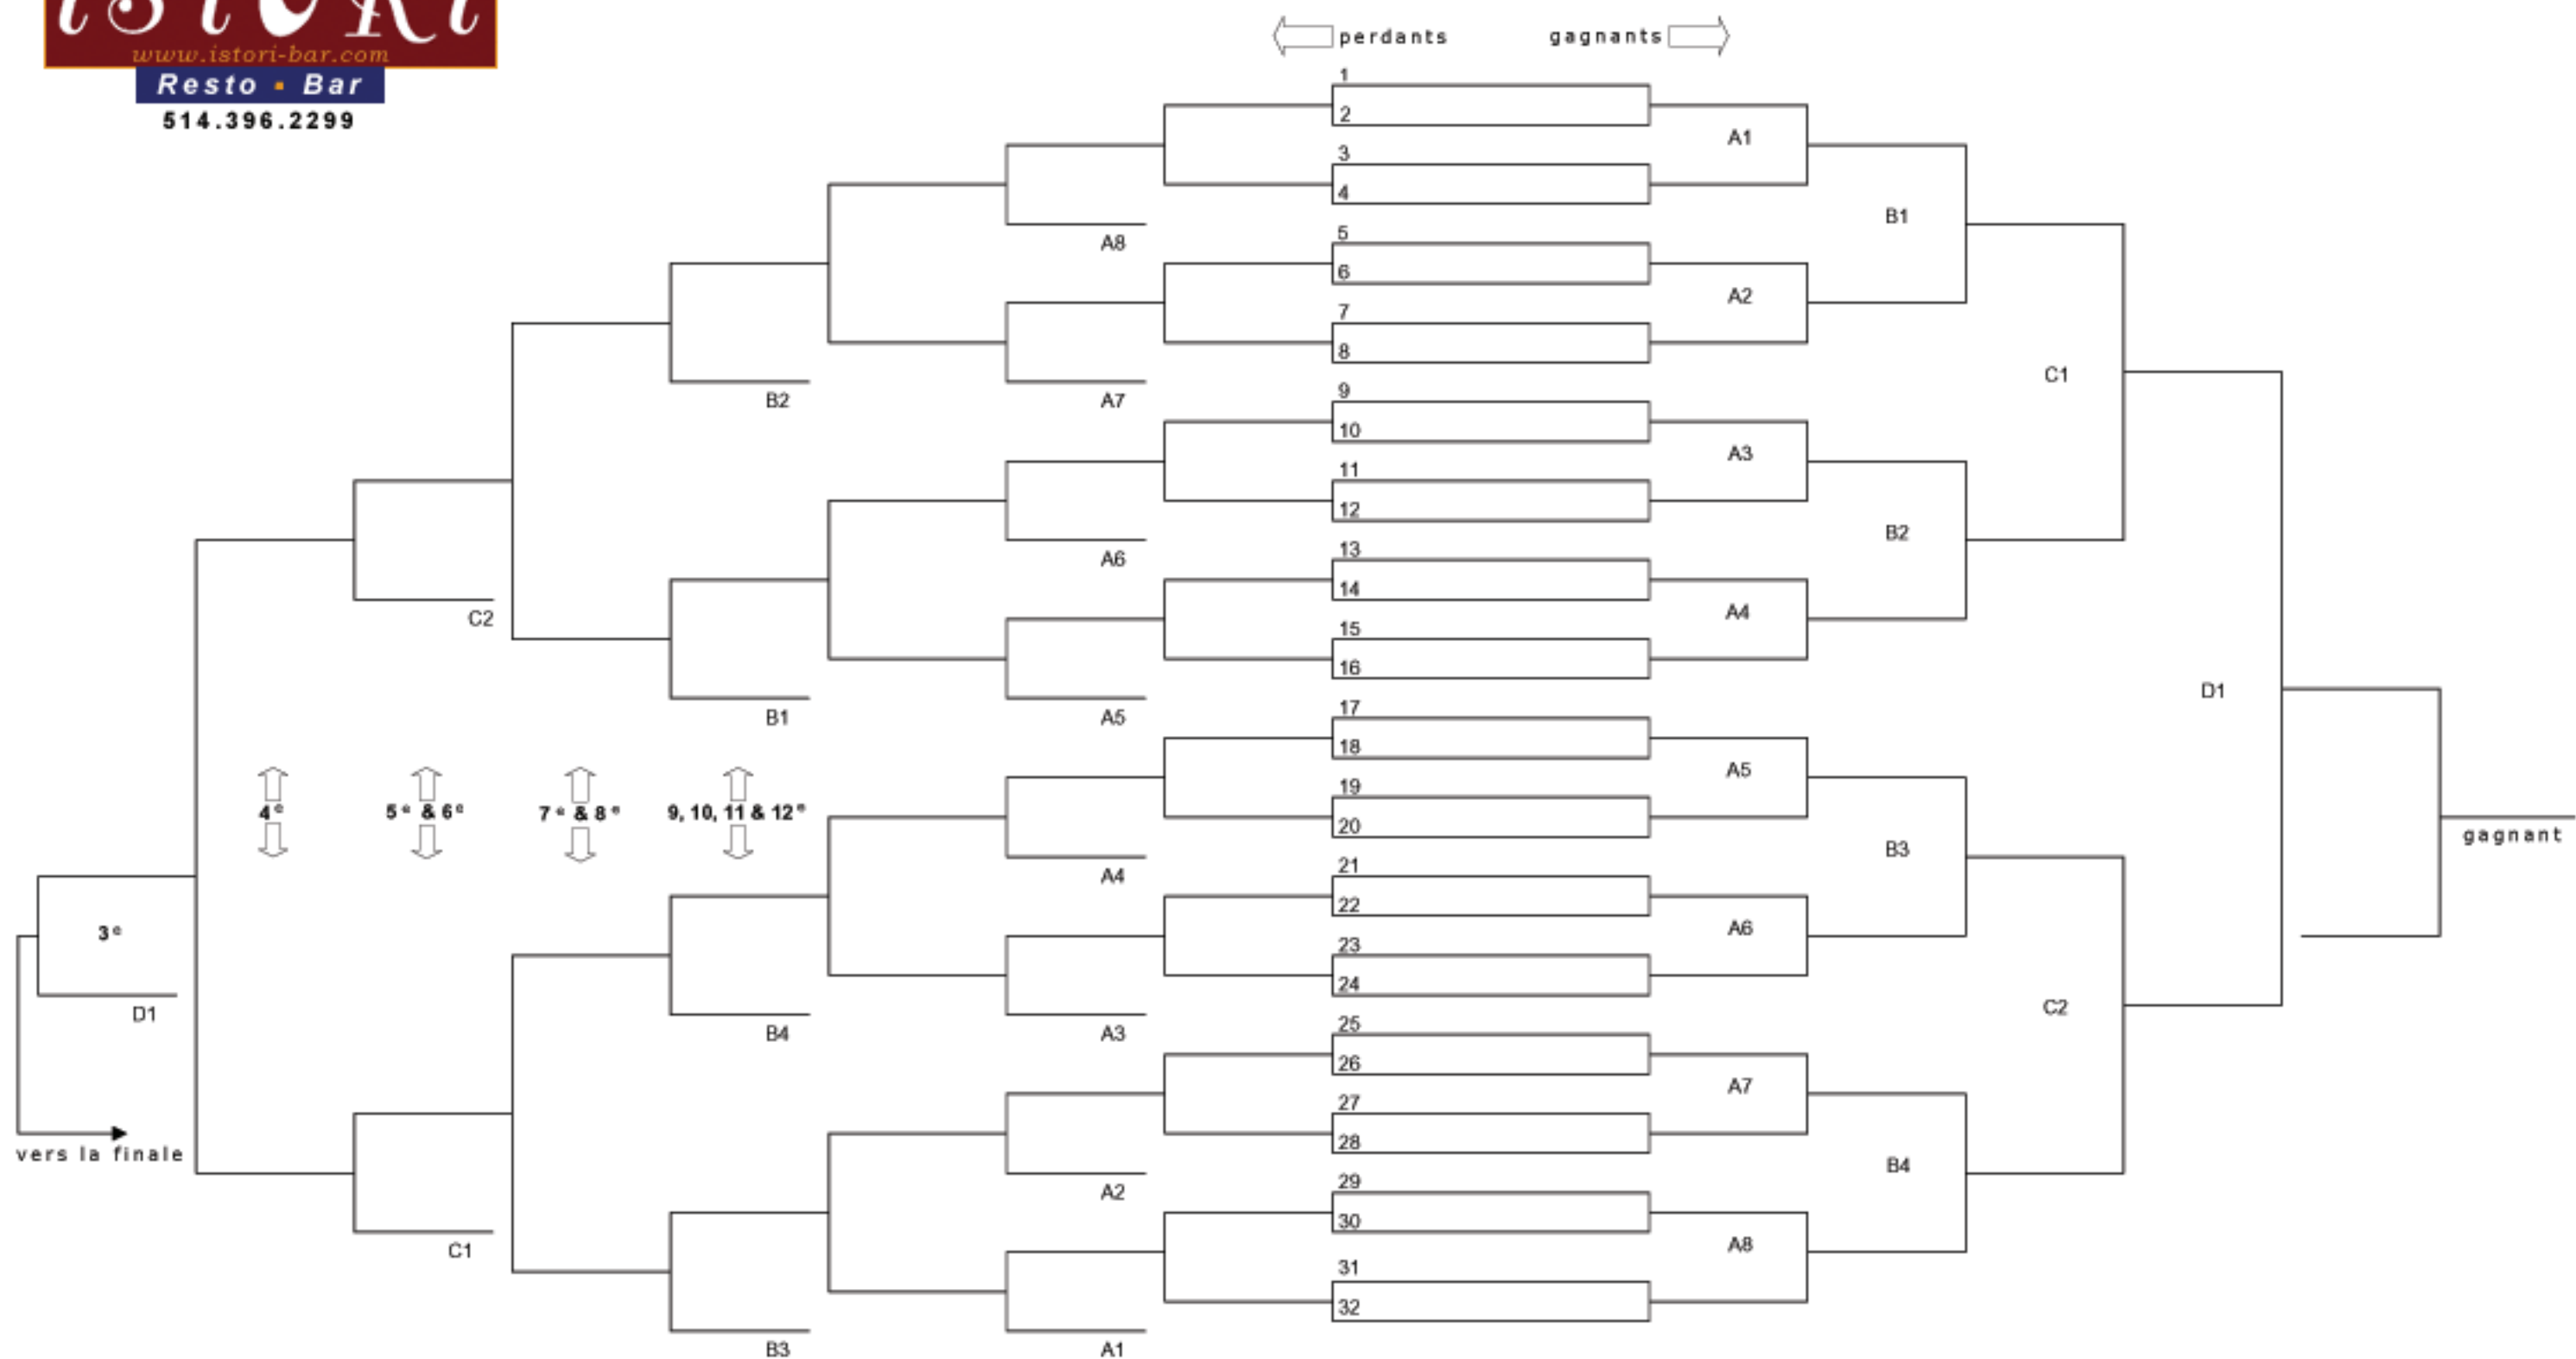 iSTORi
www.istori-bar.com
Resto ▪ Bar
514.396.2299
perdants gagnants
1
2
A1
3
4
B1
5
A8
6
A2
7
8
C1
9
B2 A7
10
A3
11
12
B2
13
A6
14
A4
C2
15
16
D1
17
B1 A5
18
A5
19
4e 5e & 6e 7e & 8e 9, 10, 11 & 12e
20
gagnant
B3
21
A4
22
A6
3e
23
24
C2
D1
25
B4 A3
26
A7
27
28
vers la finale
B4
29
A2
30
A8
C1
31
32
B3 A1